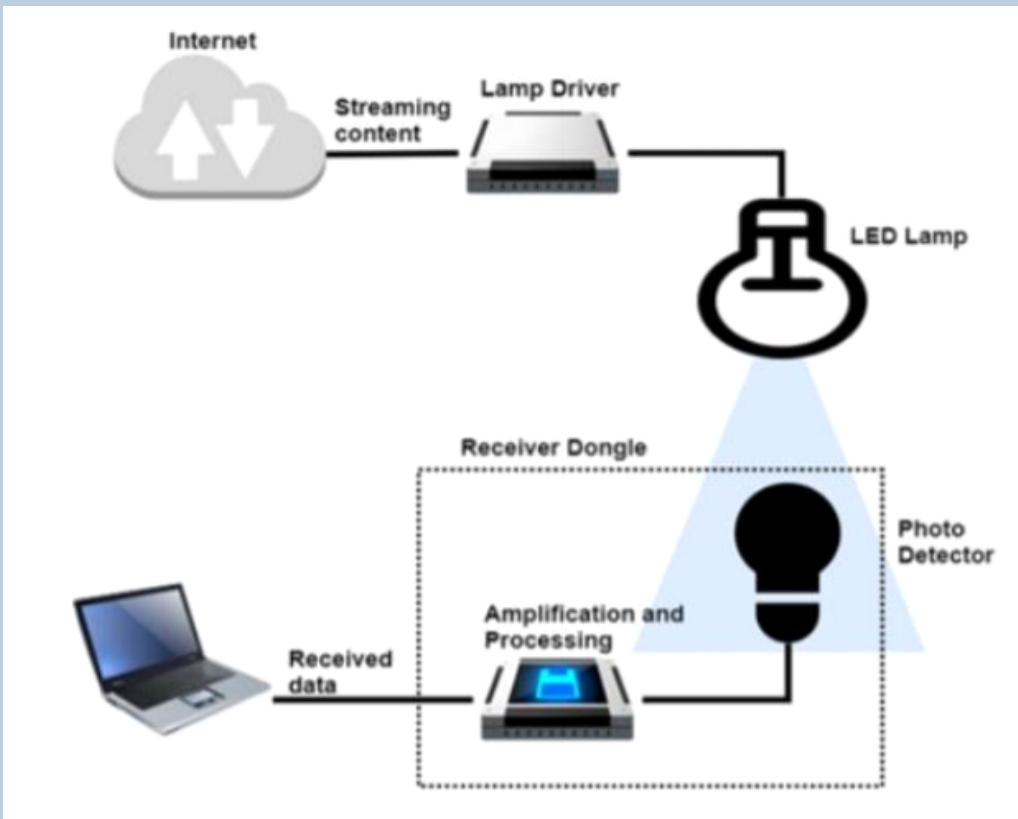 Internet
Streaming
content
Lamp Driver
LED Lamp
Receiver Dongle
Photo
Detector
Amplification and
Processing
Received
data